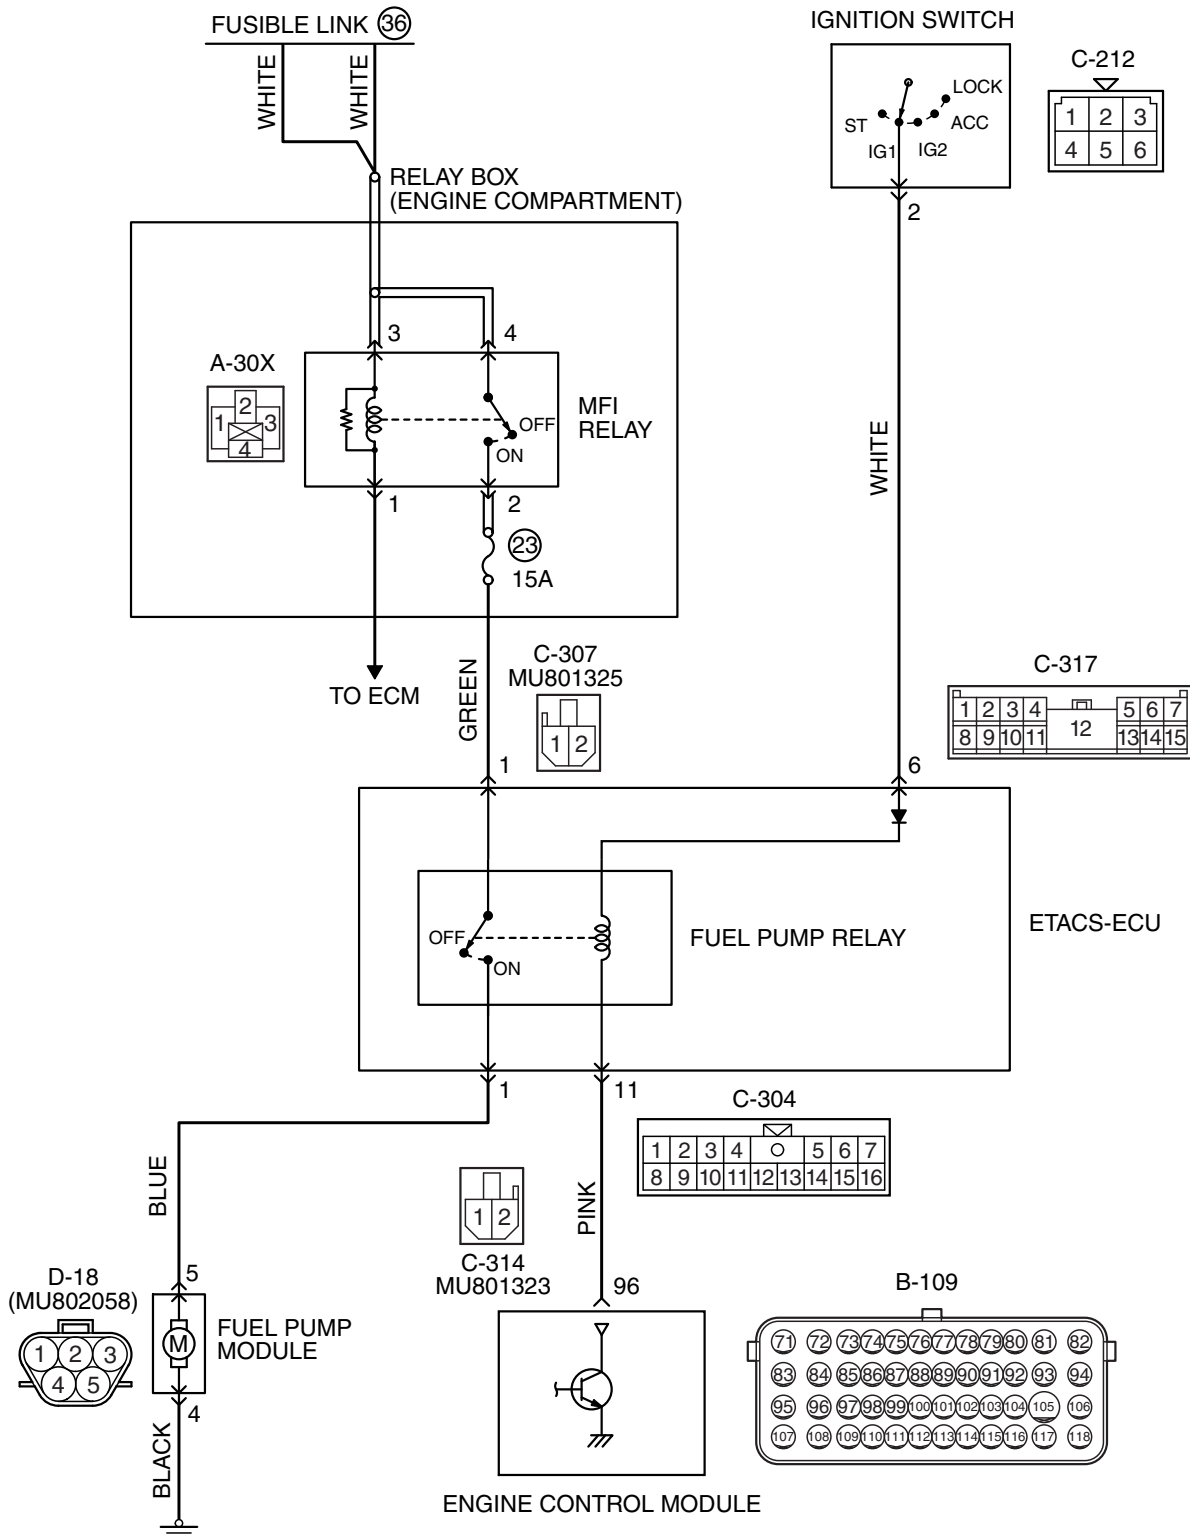 FUSIBLE LINK 36
IGNITION SWITCH
WHITE
WHITE
C-212
1 2 3
4 5 6
LOCK
ST
ACC
IG1
IG2
2
RELAY BOX
(ENGINE COMPARTMENT)
3
4
A-30X
2
1
3
4
MFI
RELAY
OFF
ON
1
2
23
15A
WHITE
TO ECM
GREEN
C-307
MU801325
1 2
C-317
1 2 3 4 5 6 7
12
8 9 10 11 13 14 15
1
6
ETACS-ECU
FUEL PUMP RELAY
OFF
ON
1
11
C-304
1 2 3 4 5 6 7
8 9 10 11 12 13 14 15 16
BLUE
PINK
1 2
C-314
MU801323
D-18
(MU802058)
1 2 3
4 5
5
M
FUEL PUMP
MODULE
4
BLACK
96
ENGINE CONTROL MODULE
B-109
71 72 73 74 75 76 77 78 79 80 81 82
83 84 85 86 87 88 89 90 91 92 93 94
95 96 97 98 99 100 101 102 103 104 105 106
107 108 109 110 111 112 113 114 115 116 117 118